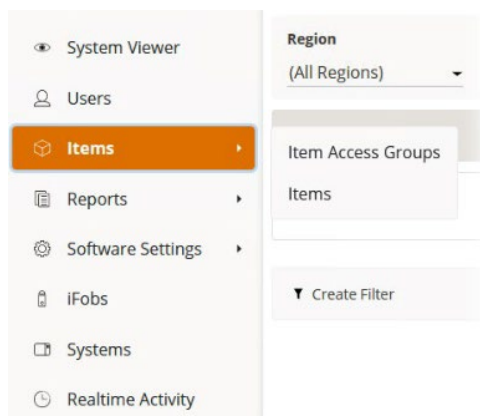 System Viewer
Users
Items
Reports
Software Settings
iFobs
Systems
Realtime Activity
Region
(All Regions)
Item Access Groups
Items
Create Filter